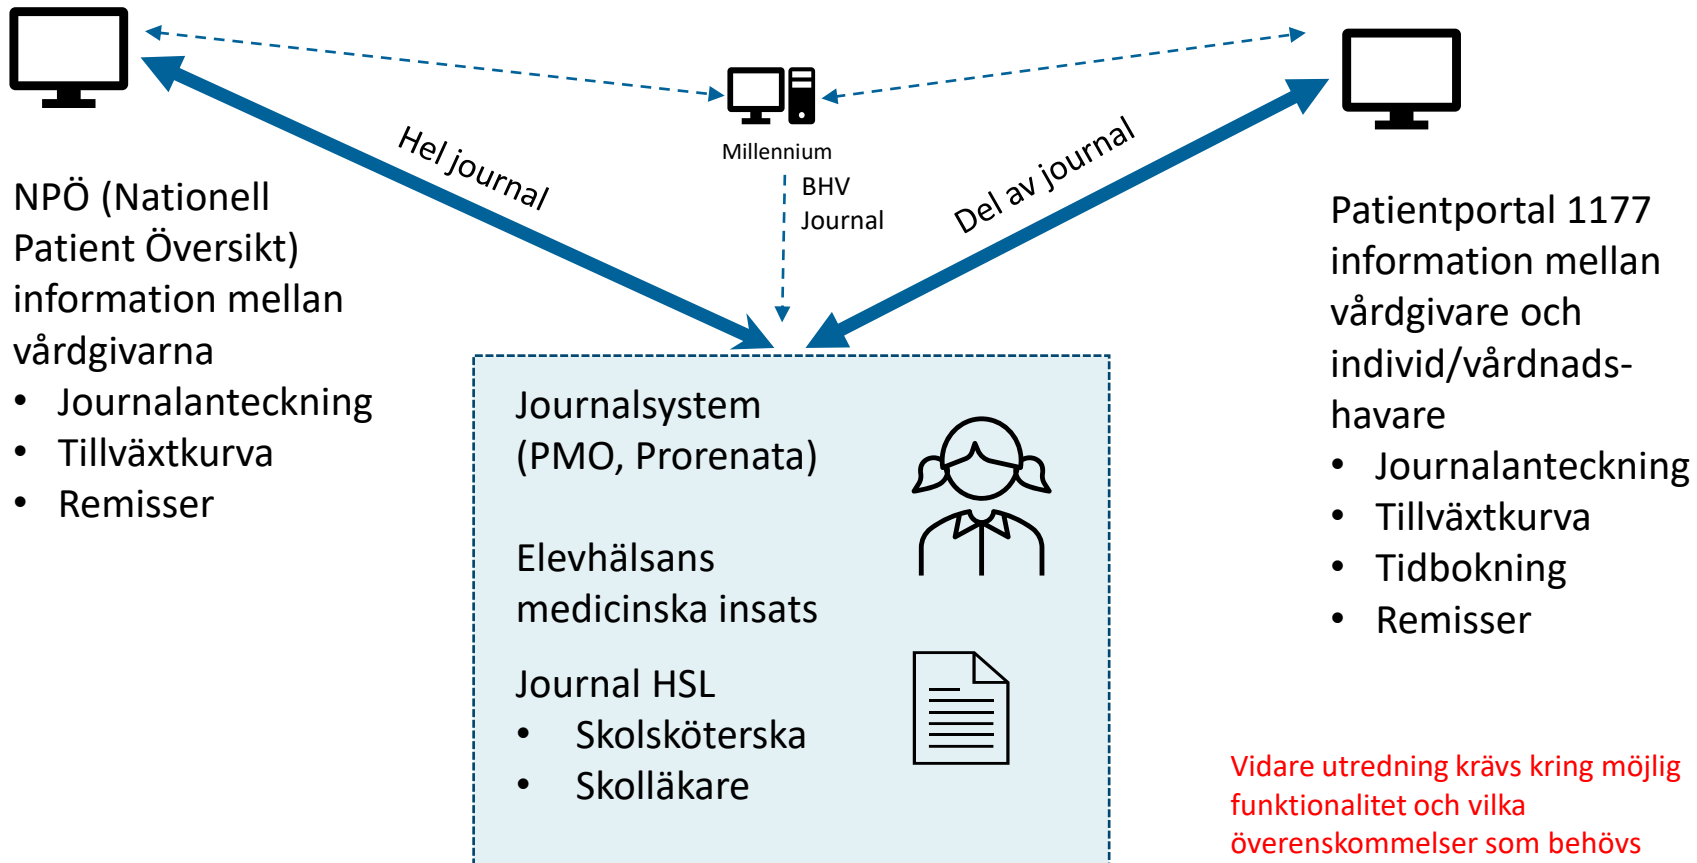 Hel journal
Millennium
BHV
Journal
Del av journal
NPÖ (Nationell
Patient Översikt)
information mellan
vårdgivarna
• Journalanteckning
• Tillväxtkurva
• Remisser
Journalsystem
(PMO, Prorenata)
Elevhälsans
medicinska insats
Journal HSL
• Skolsköterska
• Skolläkare
Patientportal 1177
information mellan
vårdgivare och
individ/vårdnads-
havare
• Journalanteckning
• Tillväxtkurva
• Tidbokning
• Remisser
Vidare utredning krävs kring möjlig
funktionalitet och vilka
överenskommelser som behövs